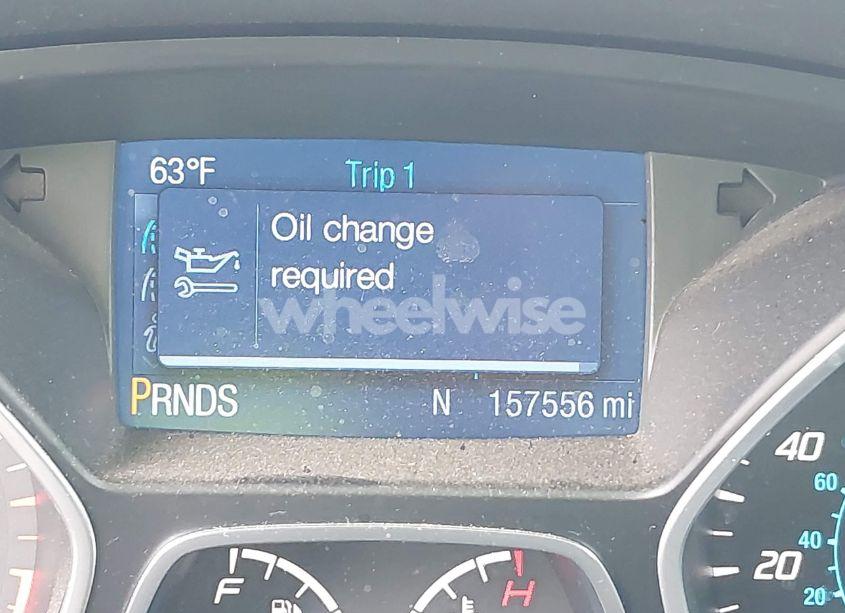 63°F Trip 1
Oil change
required
wheelwise
PRNDS N 157556 mi
40
60
40
20
20
F H